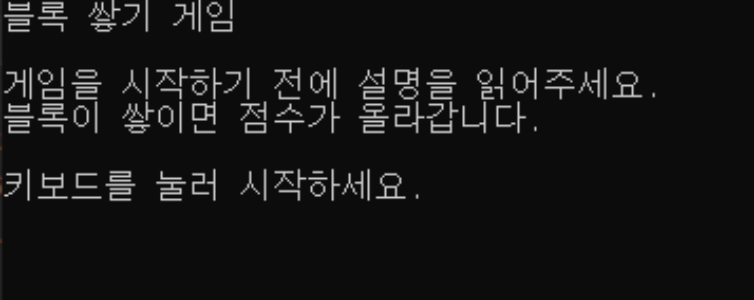 블록 쌓기 게임
게임을 시작하기 전에 설명을 읽어주세요.
블록이 쌓이면 점수가 올라갑니다.
키보드를 눌러 시작하세요.